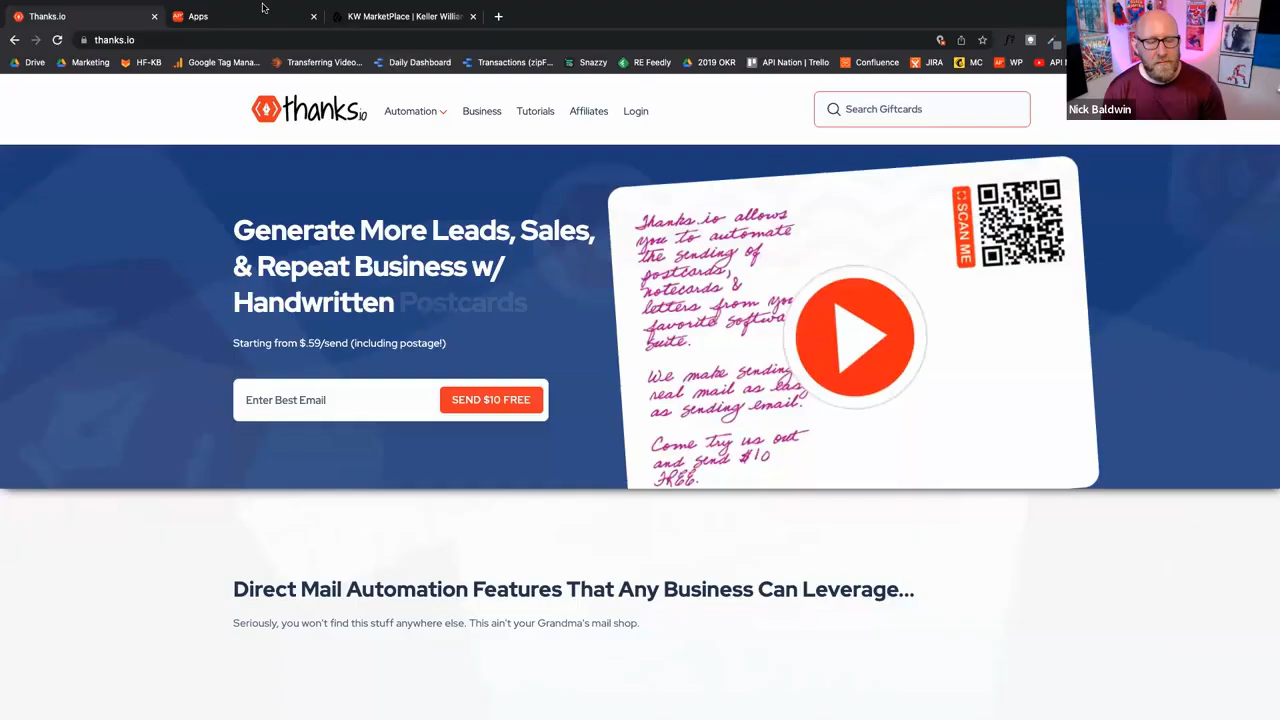 Thanks.io
Apps
KW MarketPlace | Keller Willia
thanks.io
Drive
Marketing
HF-KB
Google Tag Mana...
Transferring Video...
Daily Dashboard
Transactions (zipF...
Snazzy
RE Feedly
2019 OKR
API Nation | Trello
Confluence
JIRA
MC
WP
API
Nick Baldwin
thanks.io
Automation
Business
Tutorials
Affiliates
Login
Search Giftcards
Generate More Leads, Sales,
& Repeat Business w/
Handwritten Postcards
Starting from $.59/send (including postage!)
Enter Best Email
SEND $10 FREE
Thanks.io allows
you to automate
the sending of
postcards,
notecards &
letters from you
favorite softwa
suite.
We make sending
real mail as eas
as sending email.
Come try us out
and send $10
FREE.
SCAN ME
Direct Mail Automation Features That Any Business Can Leverage...
Seriously, you won't find this stuff anywhere else. This ain't your Grandma's mail shop.